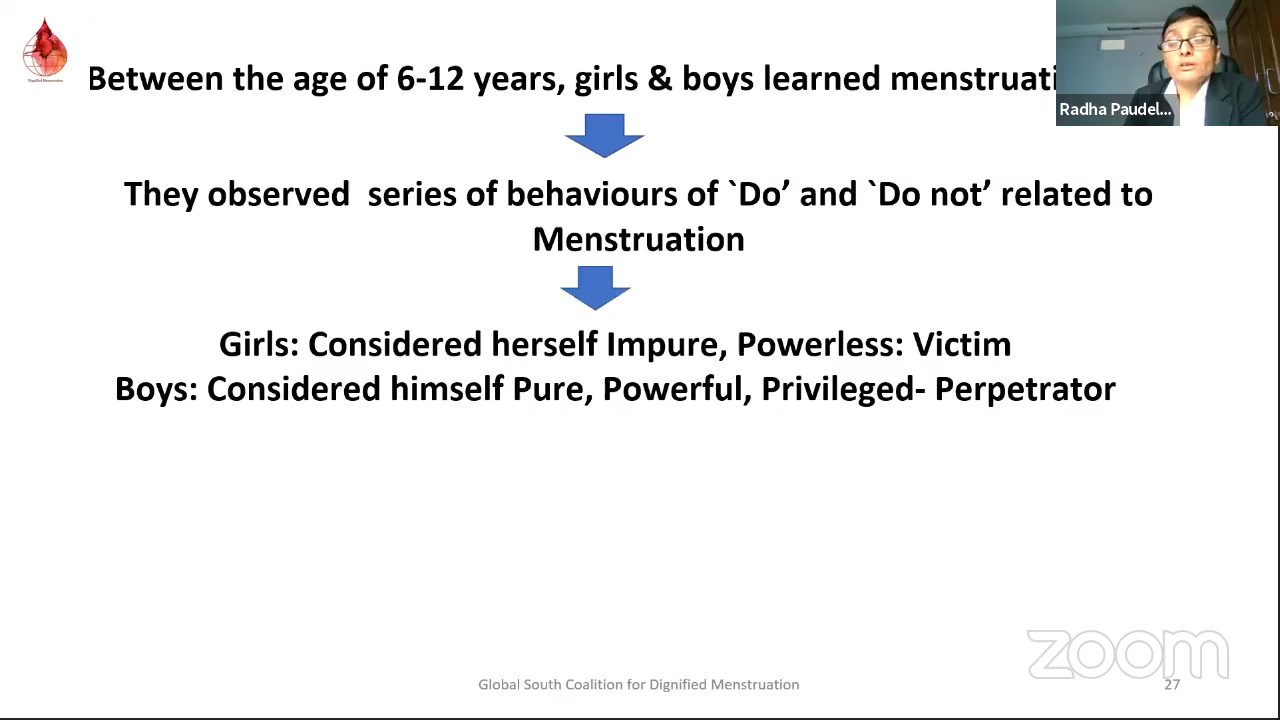 Between the age of 6-12 years, girls & boys learned menstruati
Radha Paudel...
They observed  series of behaviours of `Do’ and `Do not’ related to
Menstruation
Girls: Considered herself Impure, Powerless: Victim
Boys: Considered himself Pure, Powerful, Privileged- Perpetrator
zoom
Global South Coalition for Dignified Menstruation
27
Dignified Menstruation